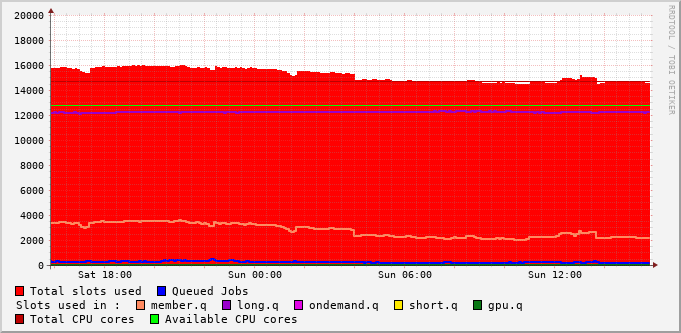 RRDTOOL / TOBI OETIKER
20000
18000
16000
14000
12000
10000
8000
6000
4000
2000
0
Sat 18:00 Sun 00:00 Sun 06:00 Sun 12:00
Total slots used Queued Jobs
Slots used in : member.q long.q ondemand.q short.q gpu.q
Total CPU cores Available CPU cores